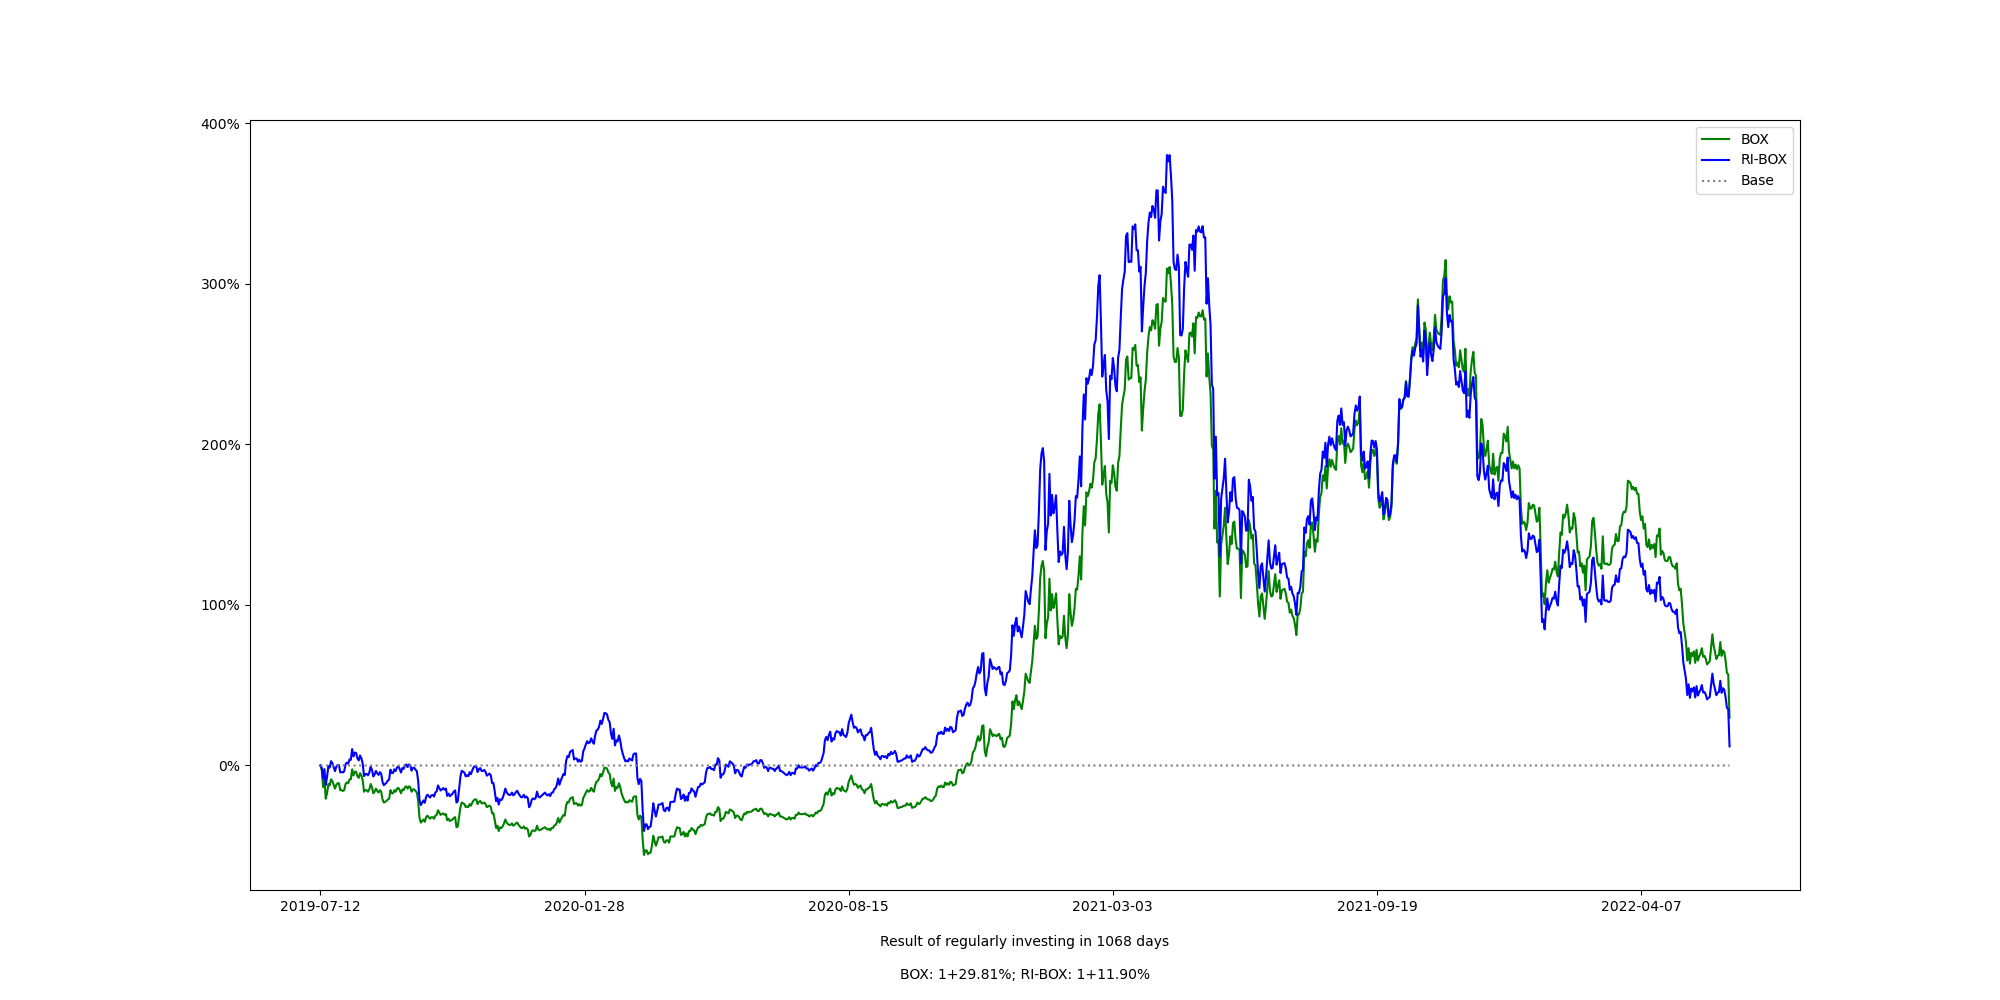 400%
300%
200%
100%
0%
BOX
RI-BOX
Base
2019-07-12
2020-01-28
2020-08-15
2021-03-03
2021-09-19
2022-04-07
Result of regularly investing in 1068 days
BOX: 1+29.81%; RI-BOX: 1+11.90%